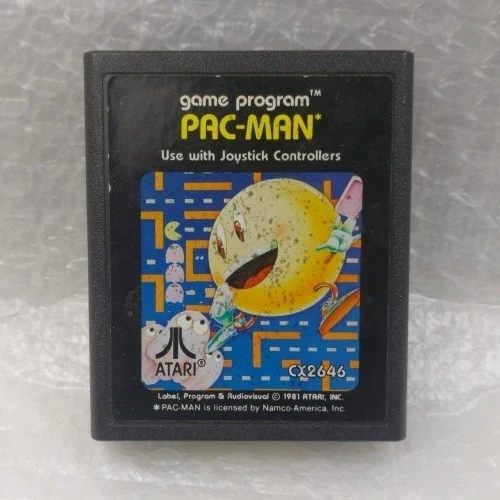 game program™
PAC-MAN*
Use with Joystick Controllers
ATARI®
CX2646
Label, Program & Audiovisual © 1981 ATARI, INC.
* PAC-MAN is licensed by Namco-America, Inc.